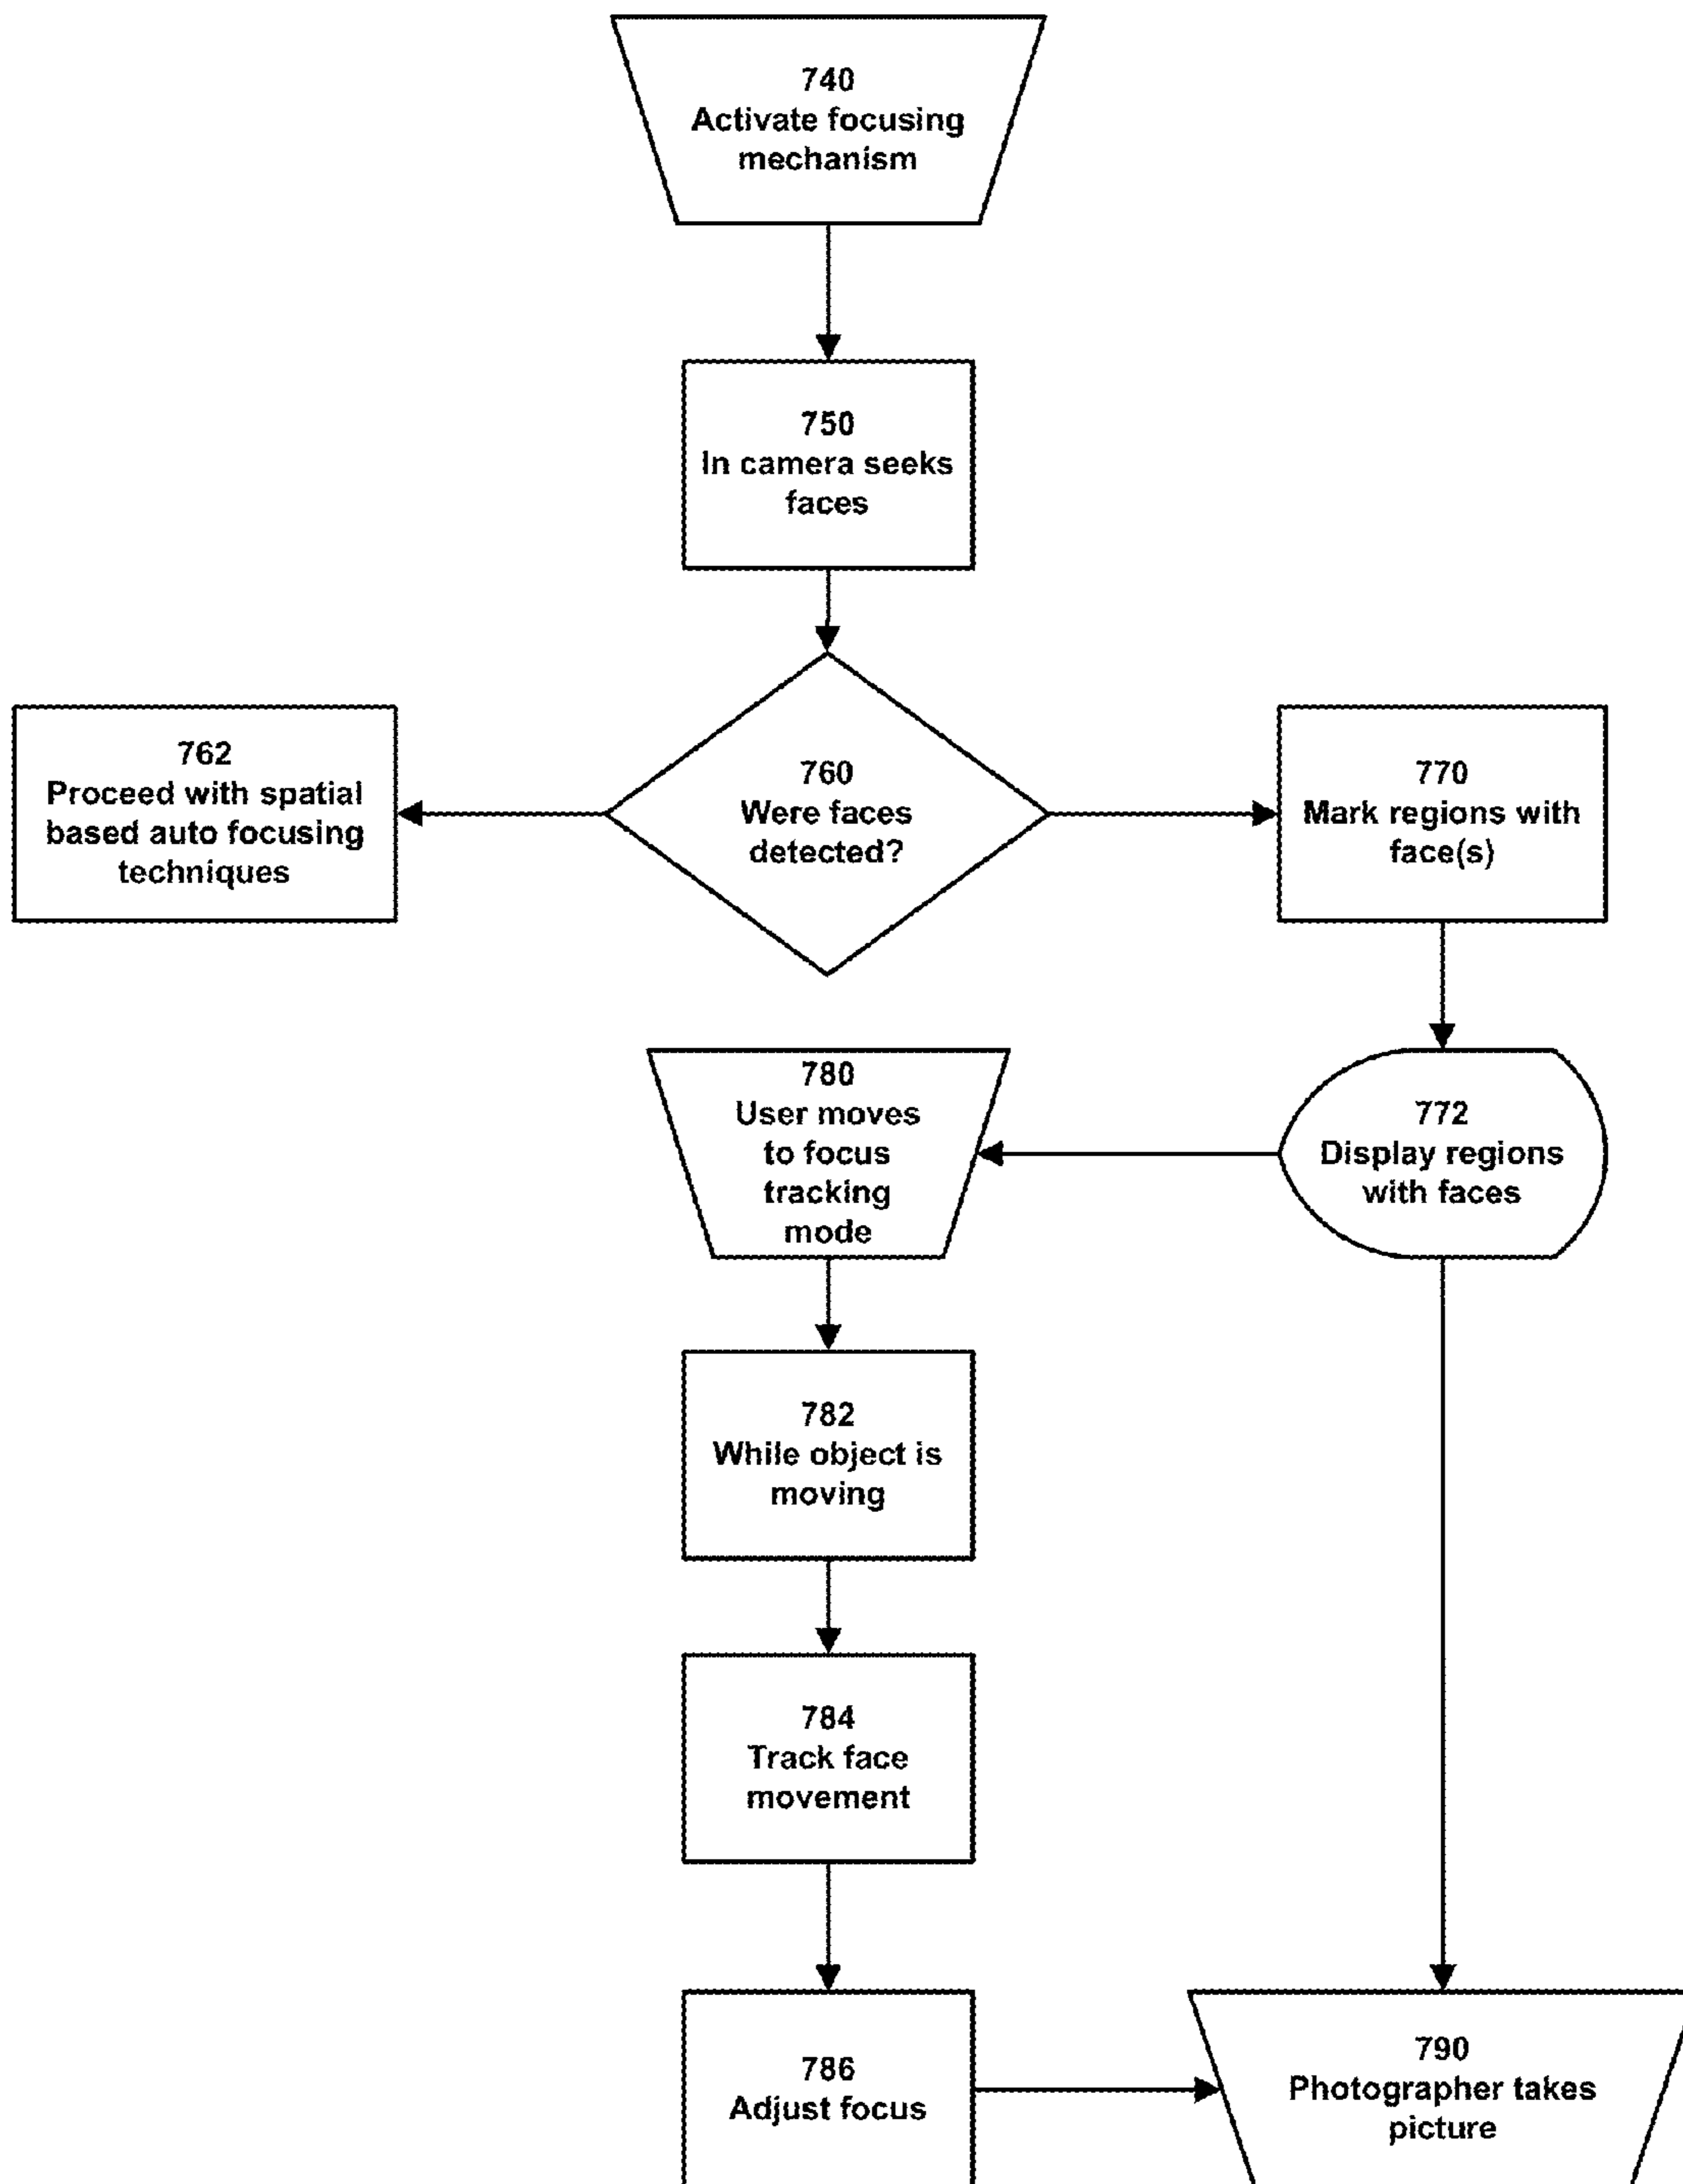 740
Activate focusing
mechanism
750
In camera seeks
faces
762
Proceed with spatial
based auto focusing
techniques
760
Were faces
detected?
770
Mark regions with
face(s)
780
User moves
to focus
tracking
mode
772
Display regions
with faces
782
While object is
moving
784
Track face
movement
786
Adjust focus
790
Photographer takes
picture